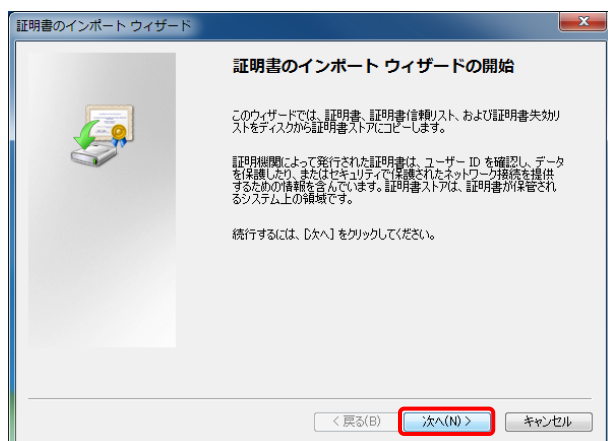 証明書のインポート ウィザード
証明書のインポート ウィザードの開始
このウィザードでは、証明書、証明書信頼リスト、および証明書失効リ
ストをディスクから証明書ストアにコピーします。
証明機関によって発行された証明書は、ユーザー ID を確認し、データ
を保護したり、またはセキュリティで保護されたネットワーク接続を提供
するための情報を含んでいます。証明書ストアは、証明書が保管され
るシステム上の領域です。
続行するには、[次へ] をクリックしてください。
< 戻る(B)
次へ(N) >
キャンセル